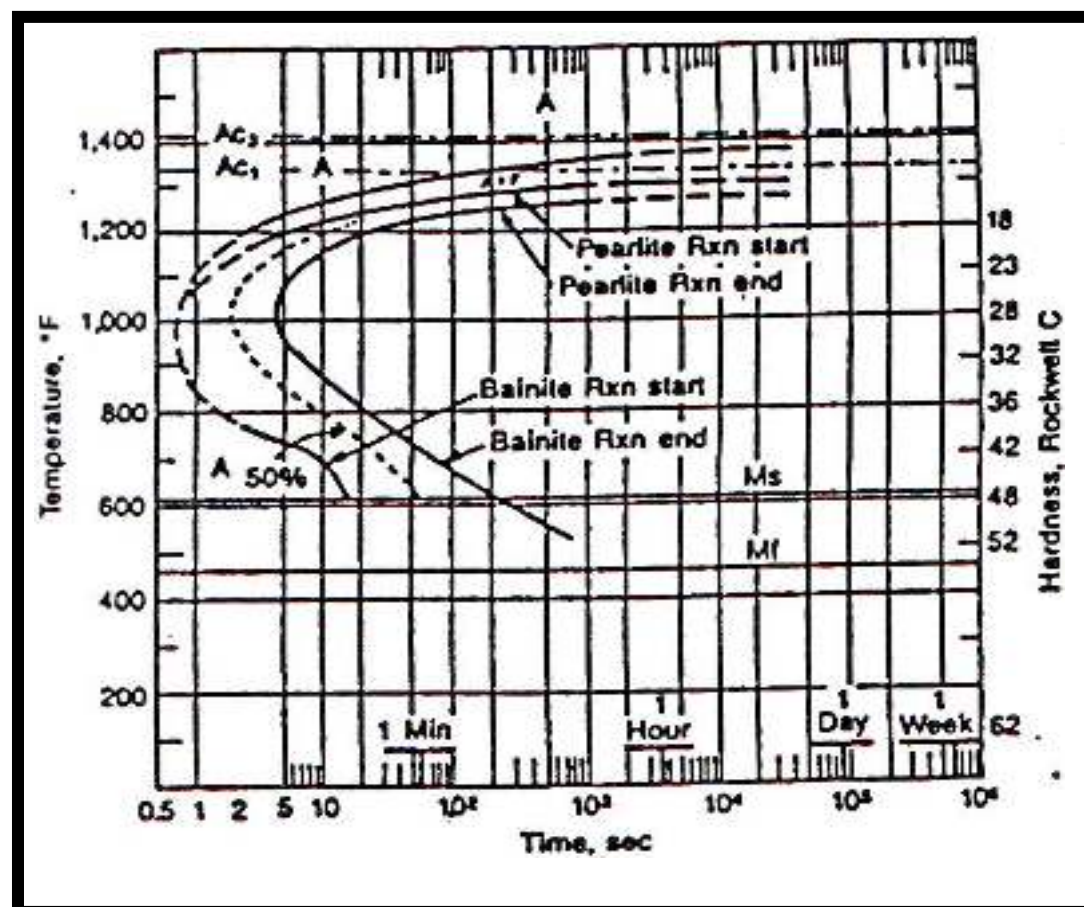 A
Ac₃
1,400
Ac₁
A
A+F
1,200
18
Pearlite Rxn start
23
Pearlite Rxn end
1,000
28
32
Bainite Rxn start
36
800
Bainite Rxn end
42
A
50%
Ms
48
600
Mf
52
400
200
1 Min
1
Hour
1
Day
1
Week
62
0.5 1 2 5 10 10² 10³ 10⁴ 10⁵ 10⁶
Time, sec
Temperature, °F
Hardness, Rockwell C